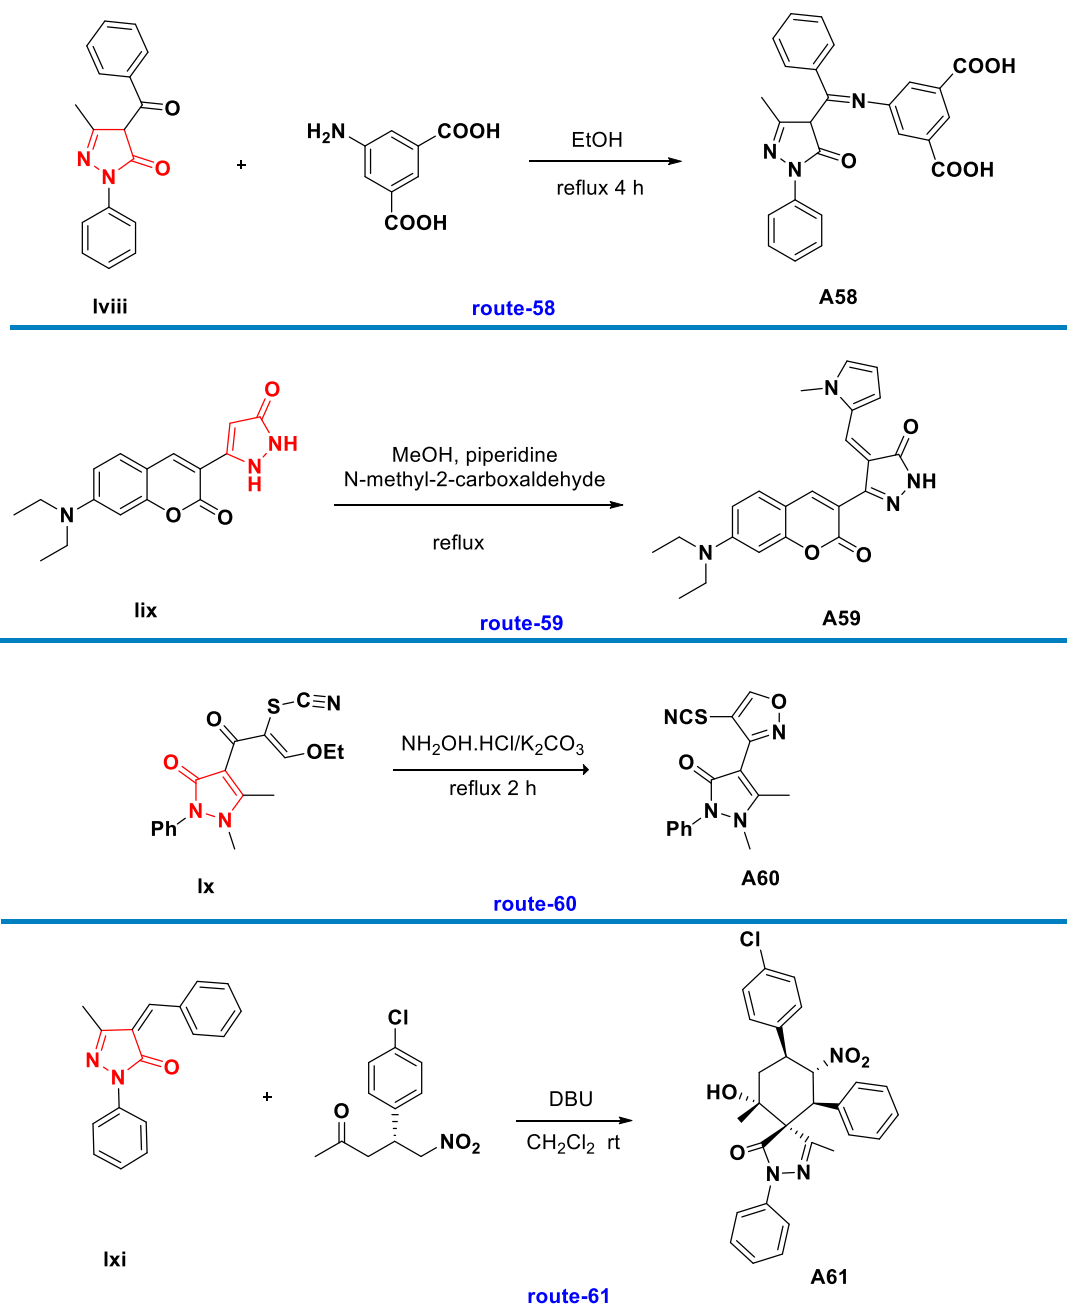 O
N
N
O
lviii
+
H₂N
COOH
COOH
EtOH
reflux 4 h
route-58
N
COOH
COOH
N
N
O
A58
O
NH
N
H
N
O
O
lix
MeOH, piperidine
N-methyl-2-carboxaldehyde
reflux
route-59
N
O
NH
N
N
O
O
A59
S
C≡N
O
OEt
O
N
N
Ph
lx
NH₂OH.HCl/K₂CO₃
reflux 2 h
route-60
NCS
O
N
O
N
N
Ph
A60
N
N
O
lxi
+
Cl
O
NO₂
DBU
CH₂Cl₂ rt
route-61
Cl
NO₂
HO
O
N
N
A61